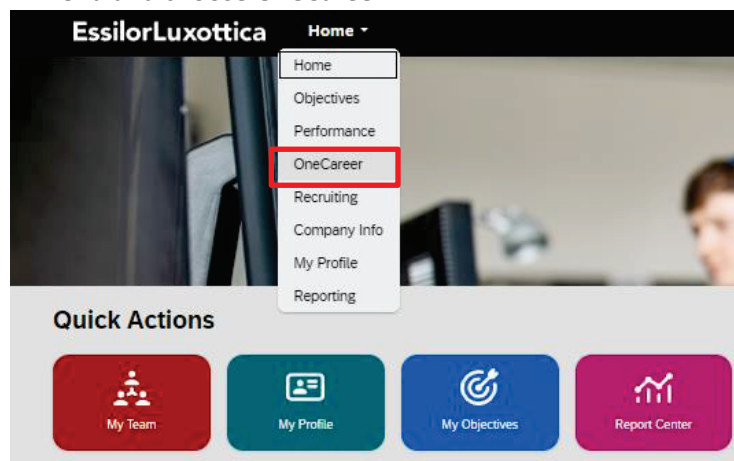 EssilorLuxottica Home
Home
Objectives
Performance
OneCareer
Recruiting
Company Info
My Profile
Reporting
Quick Actions
My Team My Profile My Objectives Report Center